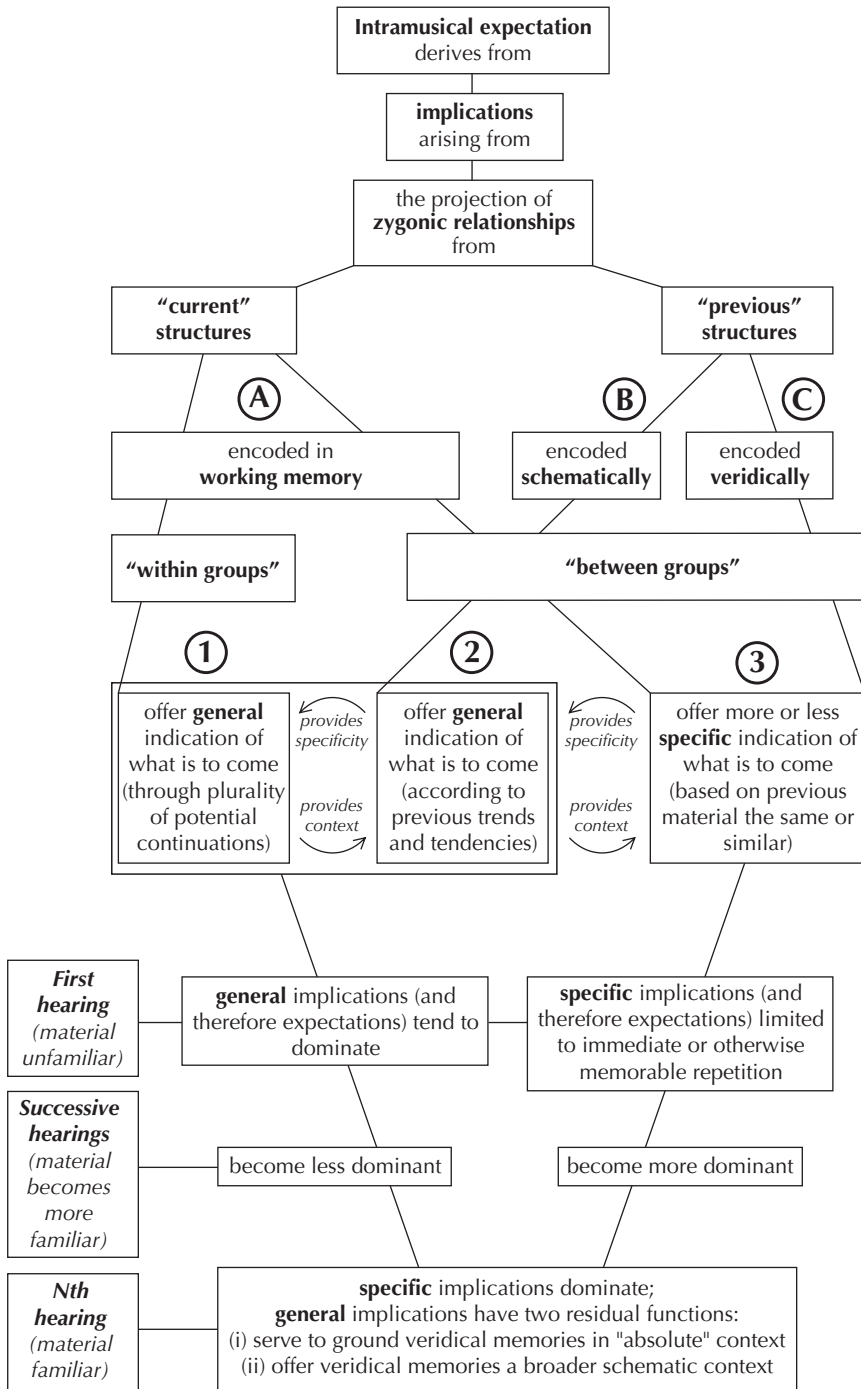 Intramusical expectation
derives from
implications
arising from
the projection of
zygonic relationships
from
“current”
structures
“previous”
structures
A
B
C
encoded in
working memory
encoded
schematically
encoded
veridically
“within groups”
“between groups”
1
2
3
offer general
indication of
what is to come
(through plurality
of potential
continuations)
provides
specificity
provides
context
offer general
indication of
what is to come
(according to
previous trends
and tendencies)
provides
specificity
provides
context
offer more or less
specific indication of
what is to come
(based on previous
material the same or
similar)
First
hearing
(material
unfamiliar)
general implications (and
therefore expectations) tend to
dominate
specific implications (and
therefore expectations) limited
to immediate or otherwise
memorable repetition
Successive
hearings
(material
becomes
more
familiar)
become less dominant
become more dominant
Nth
hearing
(material
familiar)
specific implications dominate;
general implications have two residual functions:
(i) serve to ground veridical memories in "absolute" context
(ii) offer veridical memories a broader schematic context